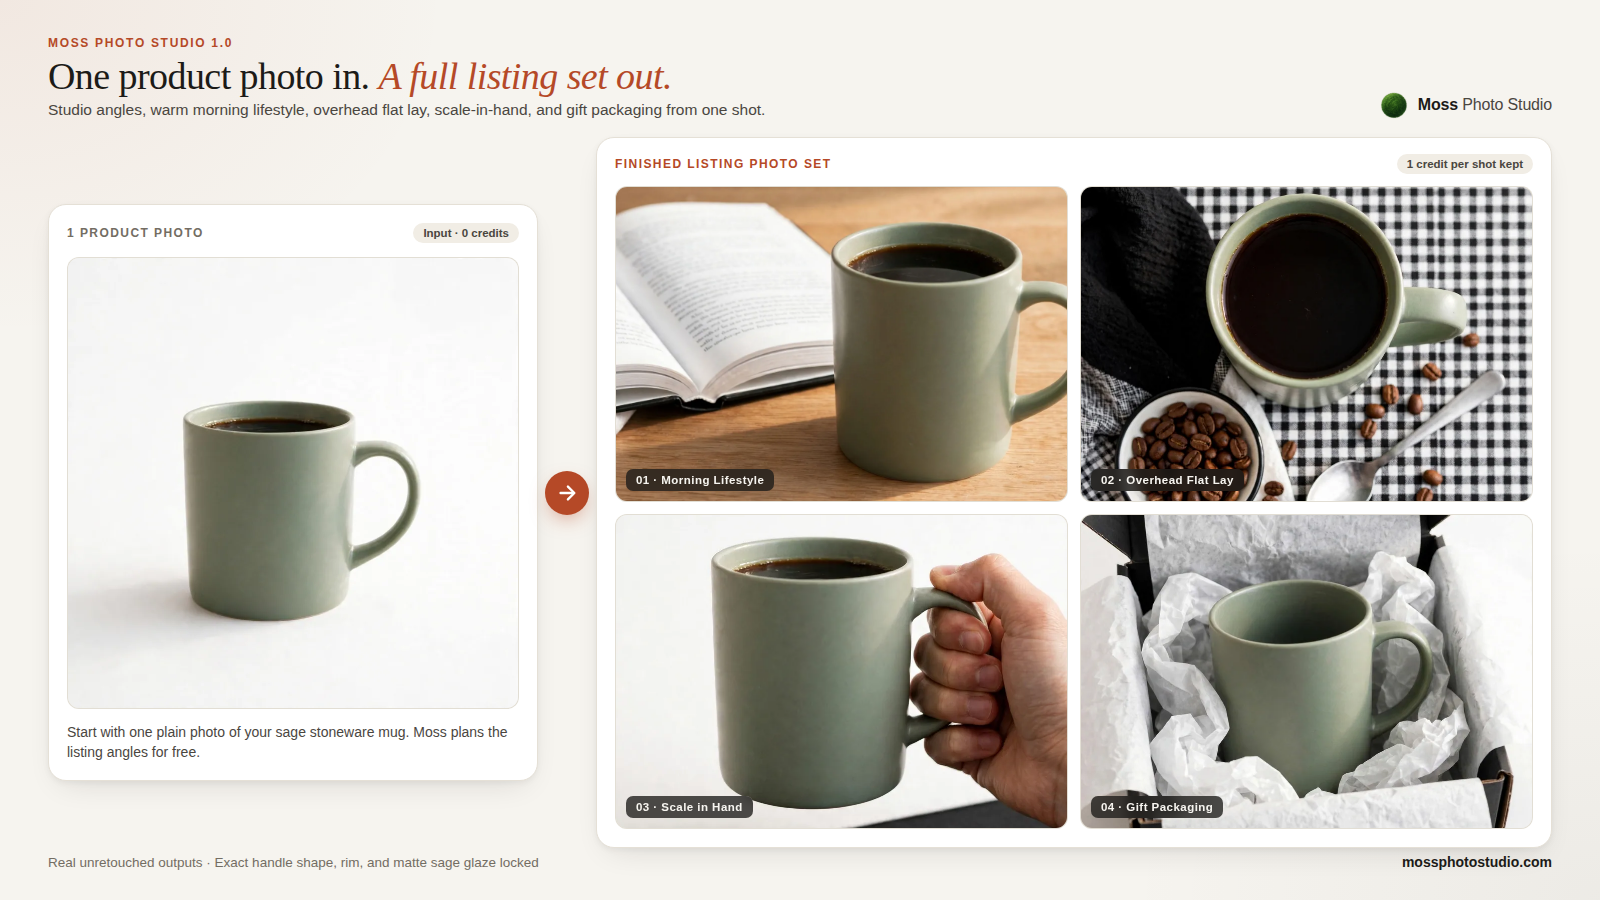 MOSS PHOTO STUDIO 1.0
One product photo in. A full listing set out.
Studio angles, warm morning lifestyle, overhead flat lay, scale-in-hand, and gift packaging from one shot.
Moss Photo Studio
1 PRODUCT PHOTO
Input · 0 credits
Start with one plain photo of your sage stoneware mug. Moss plans the
listing angles for free.
FINISHED LISTING PHOTO SET
1 credit per shot kept
01 · Morning Lifestyle
02 · Overhead Flat Lay
03 · Scale in Hand
04 · Gift Packaging
Real unretouched outputs · Exact handle shape, rim, and matte sage glaze locked
mossphotostudio.com